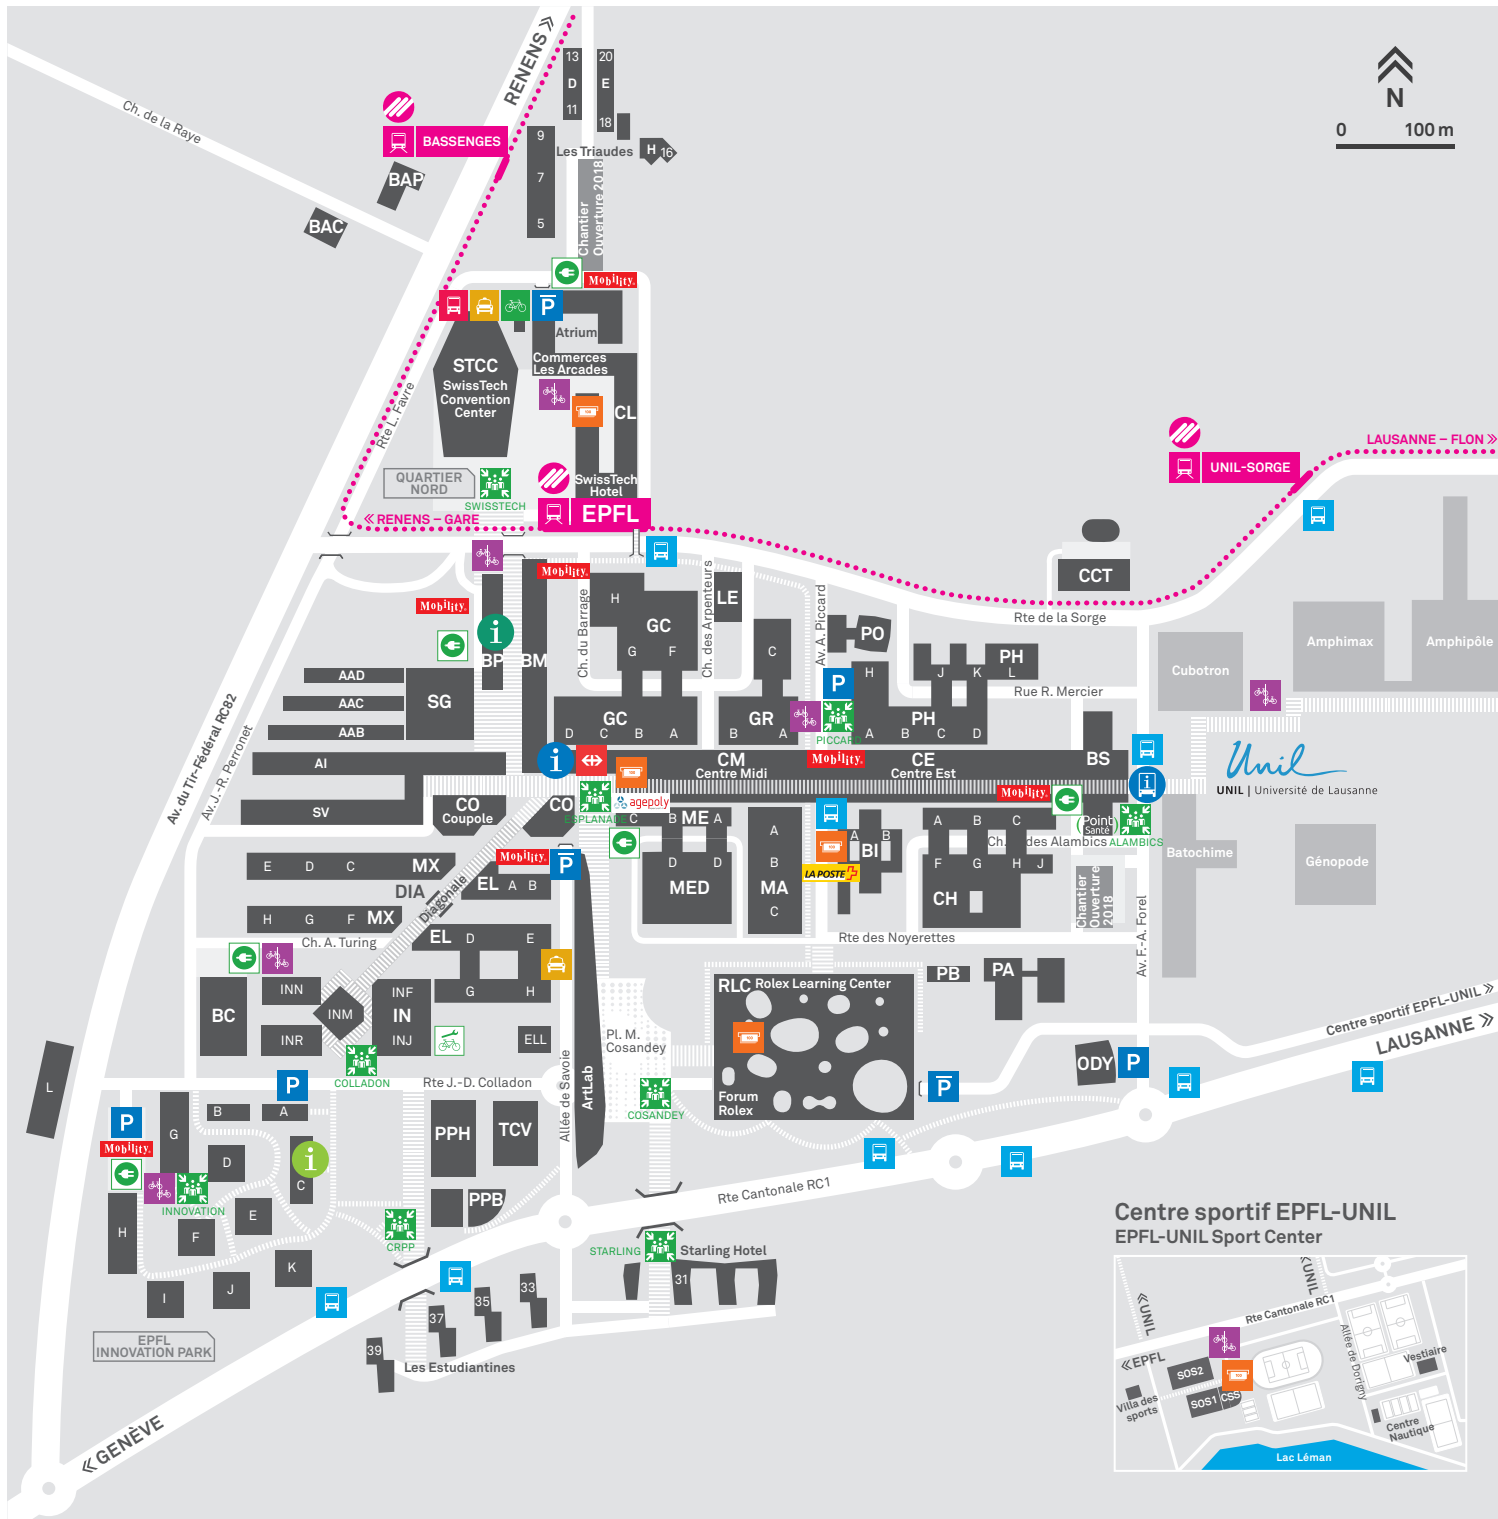 RENENS
13
D
11
20
E
18
N
0 100 m
Ch. de la Raye
BASSENGES
9
7
5
Les Triaudes
H 16
BAP
BAC
Chantier
Ouverture 2018
Mobility.
P
Atrium
STCC
SwissTech
Convention
Center
Commerces
Les Arcades
CL
100
Rte L. Favre
QUARTIER
NORD
SWISSTECH
SwissTech
Hotel
EPFL
RENENS – GARE
LAUSANNE – FLON
UNIL-SORGE
CCT
Rte de la Sorge
Mobility.
Mobility.
i
BP
BM
Ch. du Barrage
H
GC
G F
Ch. des Arpenteurs
LE
C
Av. A. Piccard
PO
PH
H J K L
Rue R. Mercier
P
PICCARD
Cubotron
Amphimax
Amphipôle
AAD
AAC
AAB
SG
AI
SV
Av. du Tir-Fédéral RC82
Av. J.-R. Perronet
GC
D C B A
GR
B A
PH
A B C D
i
CM
Centre Midi
Mobility.
CE
Centre Est
BS
i
Unil
UNIL | Université de Lausanne
CO
Coupole
CO
ESPLANADE
agepoly
100
Mobility.
Point
Santé
Ch. des Alambics
ALAMBICS
Batochime
Génopode
C B ME A
D D
MED
A
B
MA
C
A B
BI
100
LA POSTE
A B C
F G H J
CH
Chantier
Ouverture
2018
Av. F.-A. Forel
Mobility.
P
E D C MX
DIA
H G F MX
Diagonale
EL A B
EL D E
G H
Ch. A. Turing
Rte des Noyerettes
BC
INN
INM
INR
INF
IN
INJ
ELL
COLLADON
Rte J.-D. Colladon
Allée de Savoie
ArtLab
Pl. M.
Cosandey
COSANDEY
RLC Rolex Learning Center
100
Forum
Rolex
PB
PA
ODY P
P
Centre sportif EPFL-UNIL
LAUSANNE
L
P
P
Mobility.
B A
G
D
i
C
INNOVATION
H
F
E
K
J
I
CRPP
PPH
TCV
PPB
Rte Cantonale RC1
STARLING
Starling Hotel
31
33
35
37
39
Les Estudiantines
EPFL
INNOVATION PARK
GENÈVE
Centre sportif EPFL-UNIL
EPFL-UNIL Sport Center
UNIL
UNIL
EPFL
Rte Cantonale RC1
SOS2
SOS1
CSS
100
Villa des
sports
Allée de Dorigny
Vestiaire
Centre
Nautique
Lac Léman